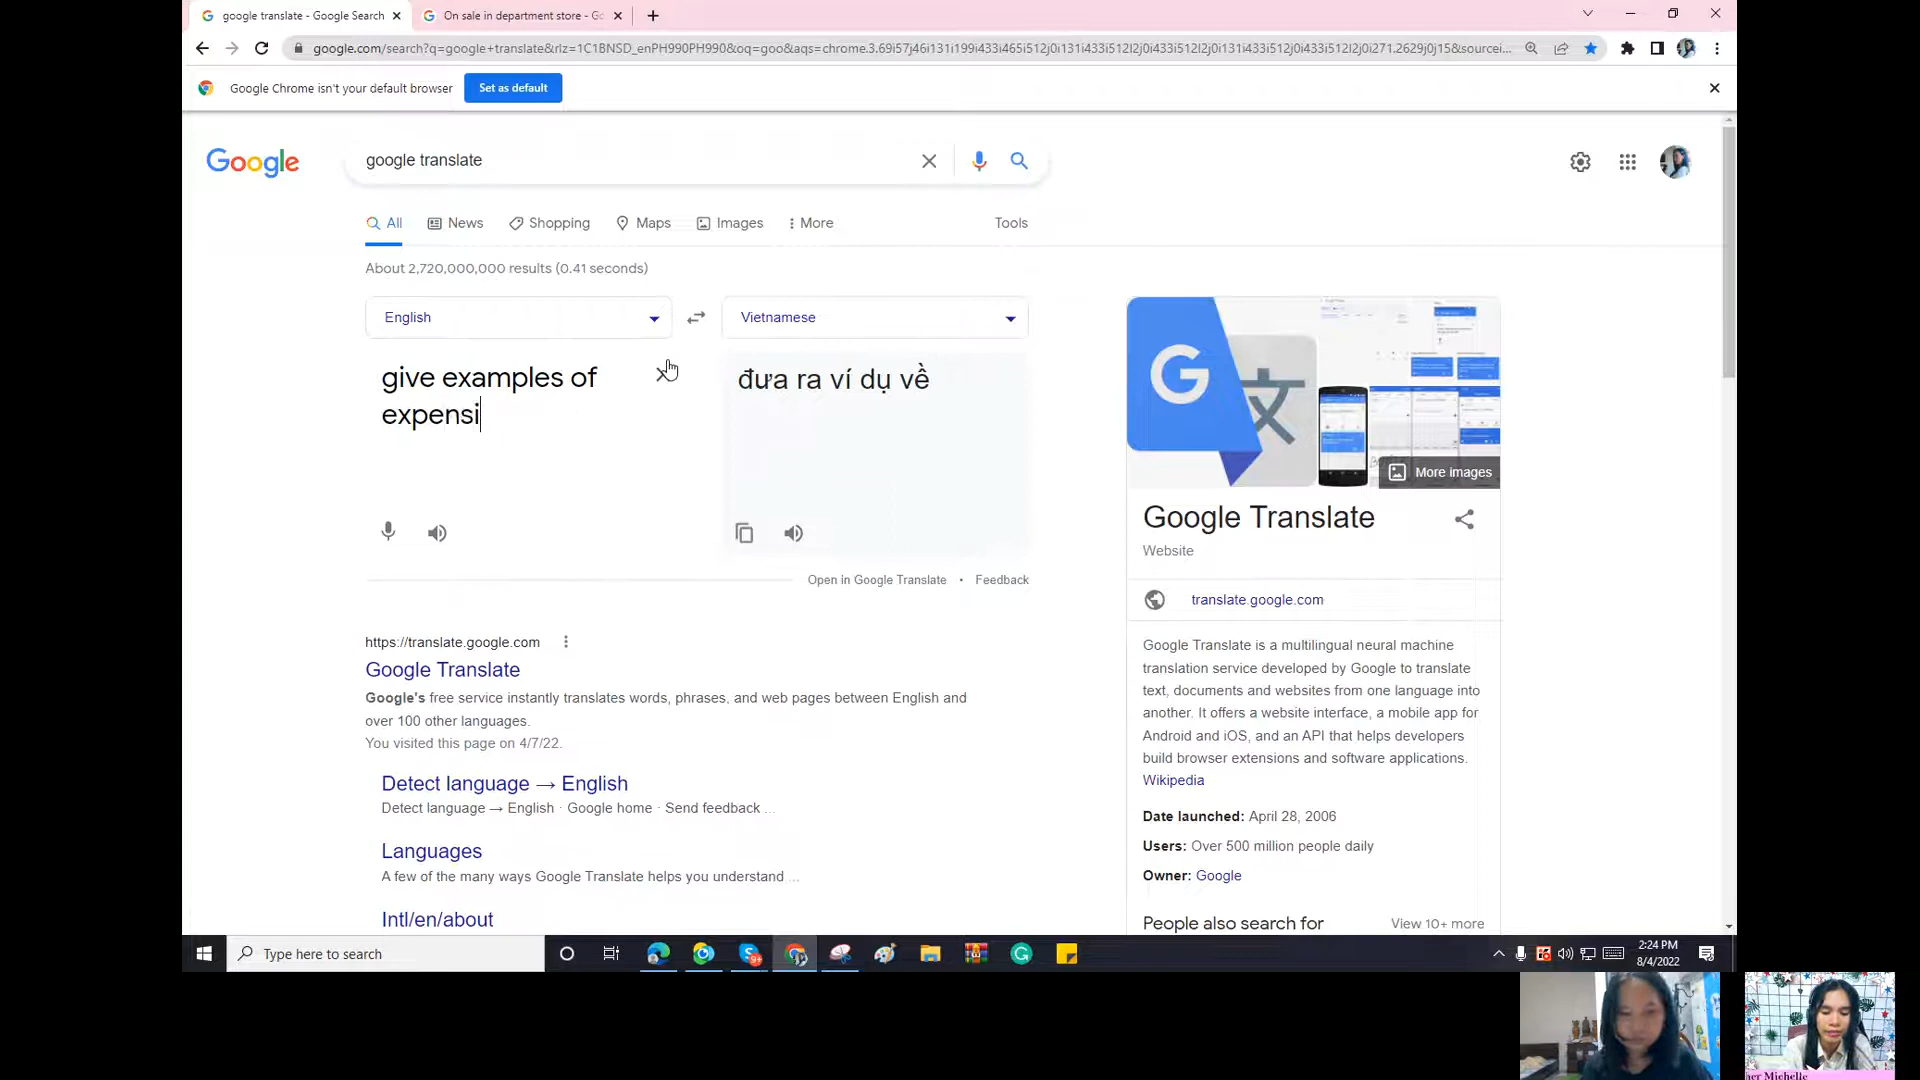 google translate - Google Search
On sale in department store - Go
google.com/search?q=google+translate&rlz=1C1BNSD_enPH990PH990&oq=goo&aqs=chrome.3.69i57j46i131i199i433i465i512j0i131i433i512l2j0i433i512l2j0i131i433i512j0i433i512l2j0i271.2629j0j15&sourcei...
Google Chrome isn't your default browser
Set as default
Google
google translate
All
News
Shopping
Maps
Images
More
Tools
About 2,720,000,000 results (0.41 seconds)
English
Vietnamese
give examples of
expensi
đưa ra ví dụ về
Open in Google Translate • Feedback
https://translate.google.com
Google Translate
Google's free service instantly translates words, phrases, and web pages between English and
over 100 other languages.
You visited this page on 4/7/22.
Detect language → English
Detect language → English · Google home · Send feedback ...
Languages
A few of the many ways Google Translate helps you understand ...
Intl/en/about
G
文
More images
Google Translate
Website
translate.google.com
Google Translate is a multilingual neural machine
translation service developed by Google to translate
text, documents and websites from one language into
another. It offers a website interface, a mobile app for
Android and iOS, and an API that helps developers
build browser extensions and software applications.
Wikipedia
Date launched: April 28, 2006
Users: Over 500 million people daily
Owner: Google
People also search for
View 10+ more
Type here to search
2:24 PM
8/4/2022
her Michelle